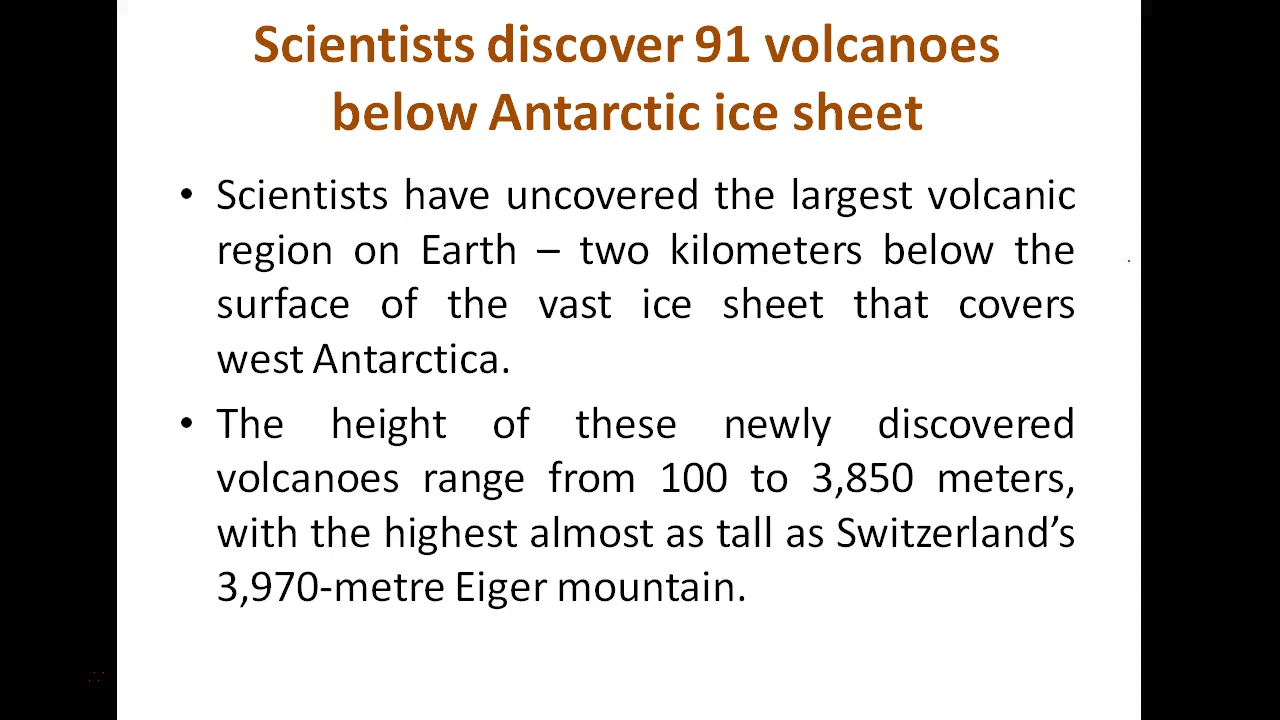 Scientists discover 91 volcanoes
below Antarctic ice sheet
• Scientists have uncovered the largest volcanic
region on Earth – two kilometers below the
surface of the vast ice sheet that covers
west Antarctica.
• The height of these newly discovered
volcanoes range from 100 to 3,850 meters,
with the highest almost as tall as Switzerland’s
3,970-metre Eiger mountain.